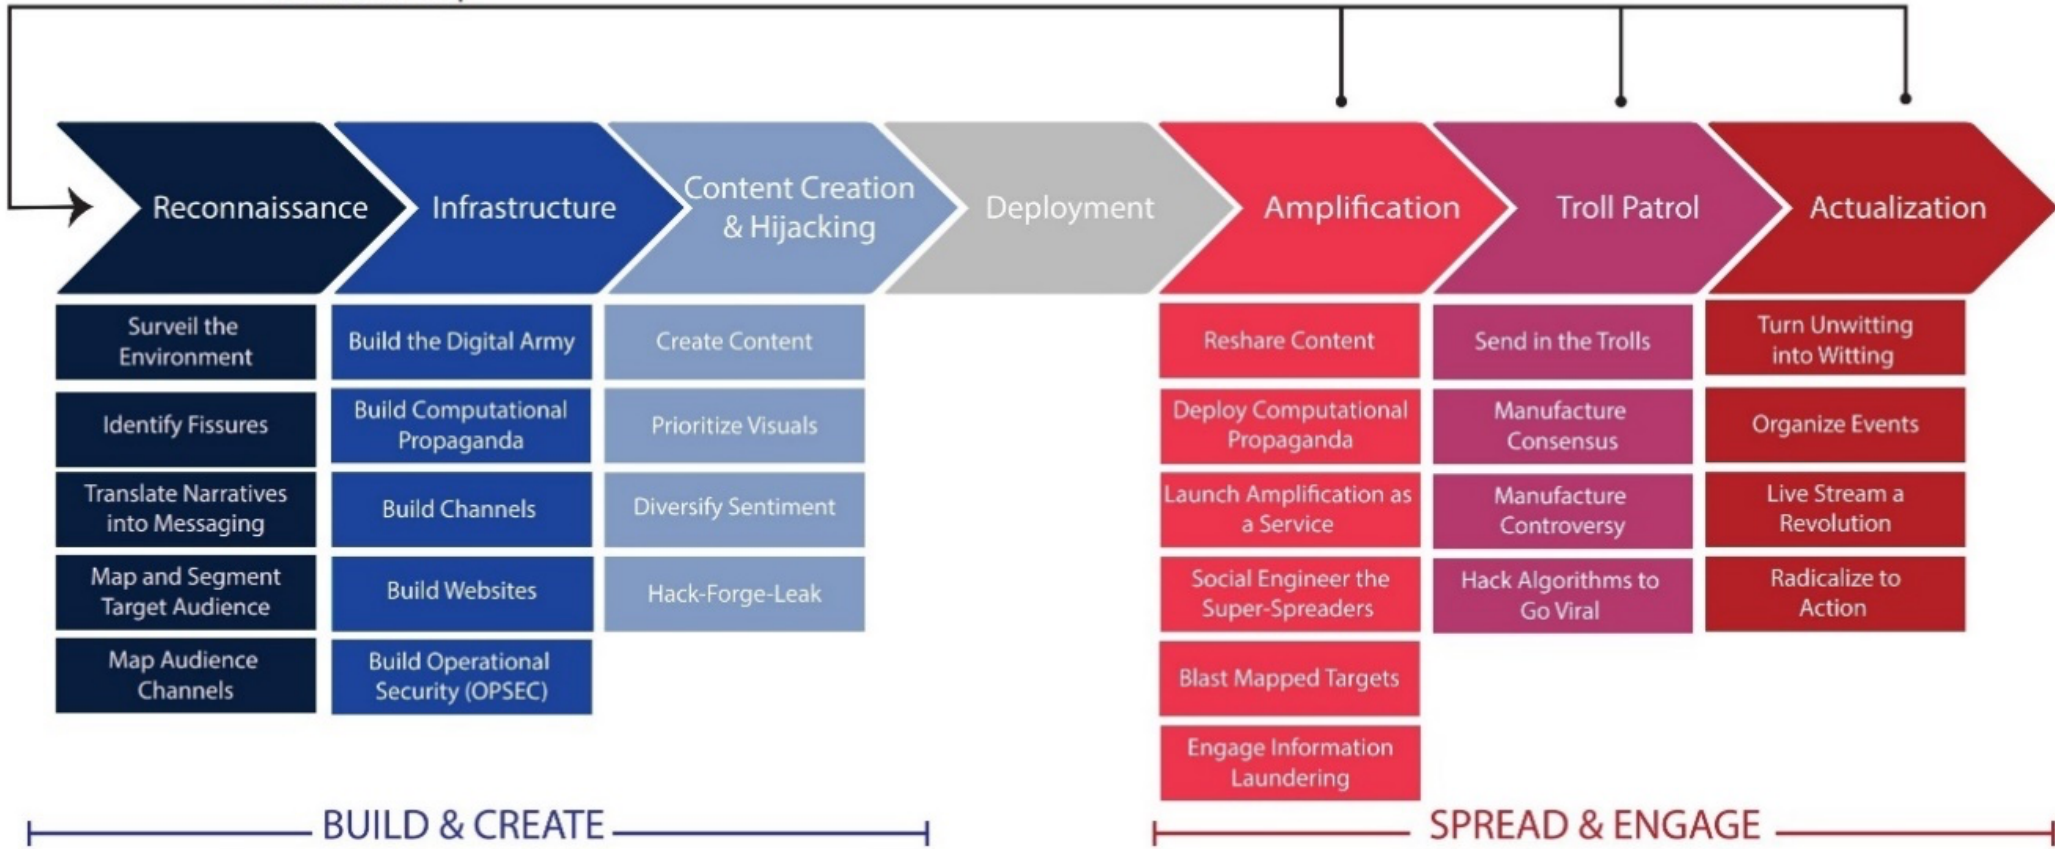 Reconnaissance
Infrastructure
Content Creation
& Hijacking
Deployment
Amplification
Troll Patrol
Actualization
Surveil the
Environment
Identify Fissures
Translate Narratives
into Messaging
Map and Segment
Target Audience
Map Audience
Channels
Build the Digital Army
Build Computational
Propaganda
Build Channels
Build Websites
Build Operational
Security (OPSEC)
Create Content
Prioritize Visuals
Diversify Sentiment
Hack-Forge-Leak
Reshare Content
Deploy Computational
Propaganda
Launch Amplification as
a Service
Social Engineer the
Super-Spreaders
Blast Mapped Targets
Engage Information
Laundering
Send in the Trolls
Manufacture
Consensus
Manufacture
Controversy
Hack Algorithms to
Go Viral
Turn Unwitting
into Witting
Organize Events
Live Stream a
Revolution
Radicalize to
Action
BUILD & CREATE
SPREAD & ENGAGE